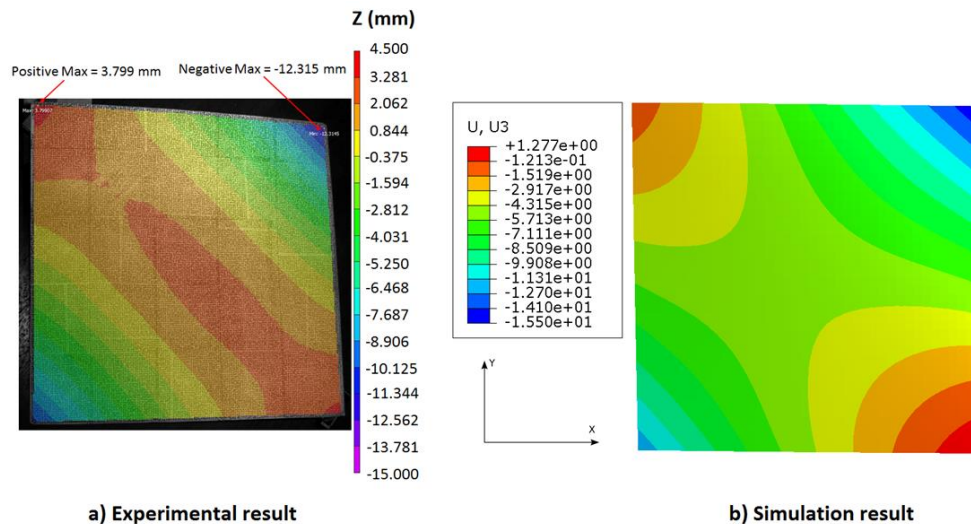 Z (mm)
Positive Max = 3.799 mm
Negative Max = -12.315 mm
4.500
3.281
2.062
0.844
-0.375
-1.594
-2.812
-4.031
-5.250
-6.468
-7.687
-8.906
-10.125
-11.344
-12.562
-13.781
-15.000
U, U3
+1.277e+00
-1.213e-01
-1.519e+00
-2.917e+00
-4.315e+00
-5.713e+00
-7.111e+00
-8.509e+00
-9.908e+00
-1.131e+01
-1.270e+01
-1.410e+01
-1.550e+01
Y
X
a) Experimental result
b) Simulation result